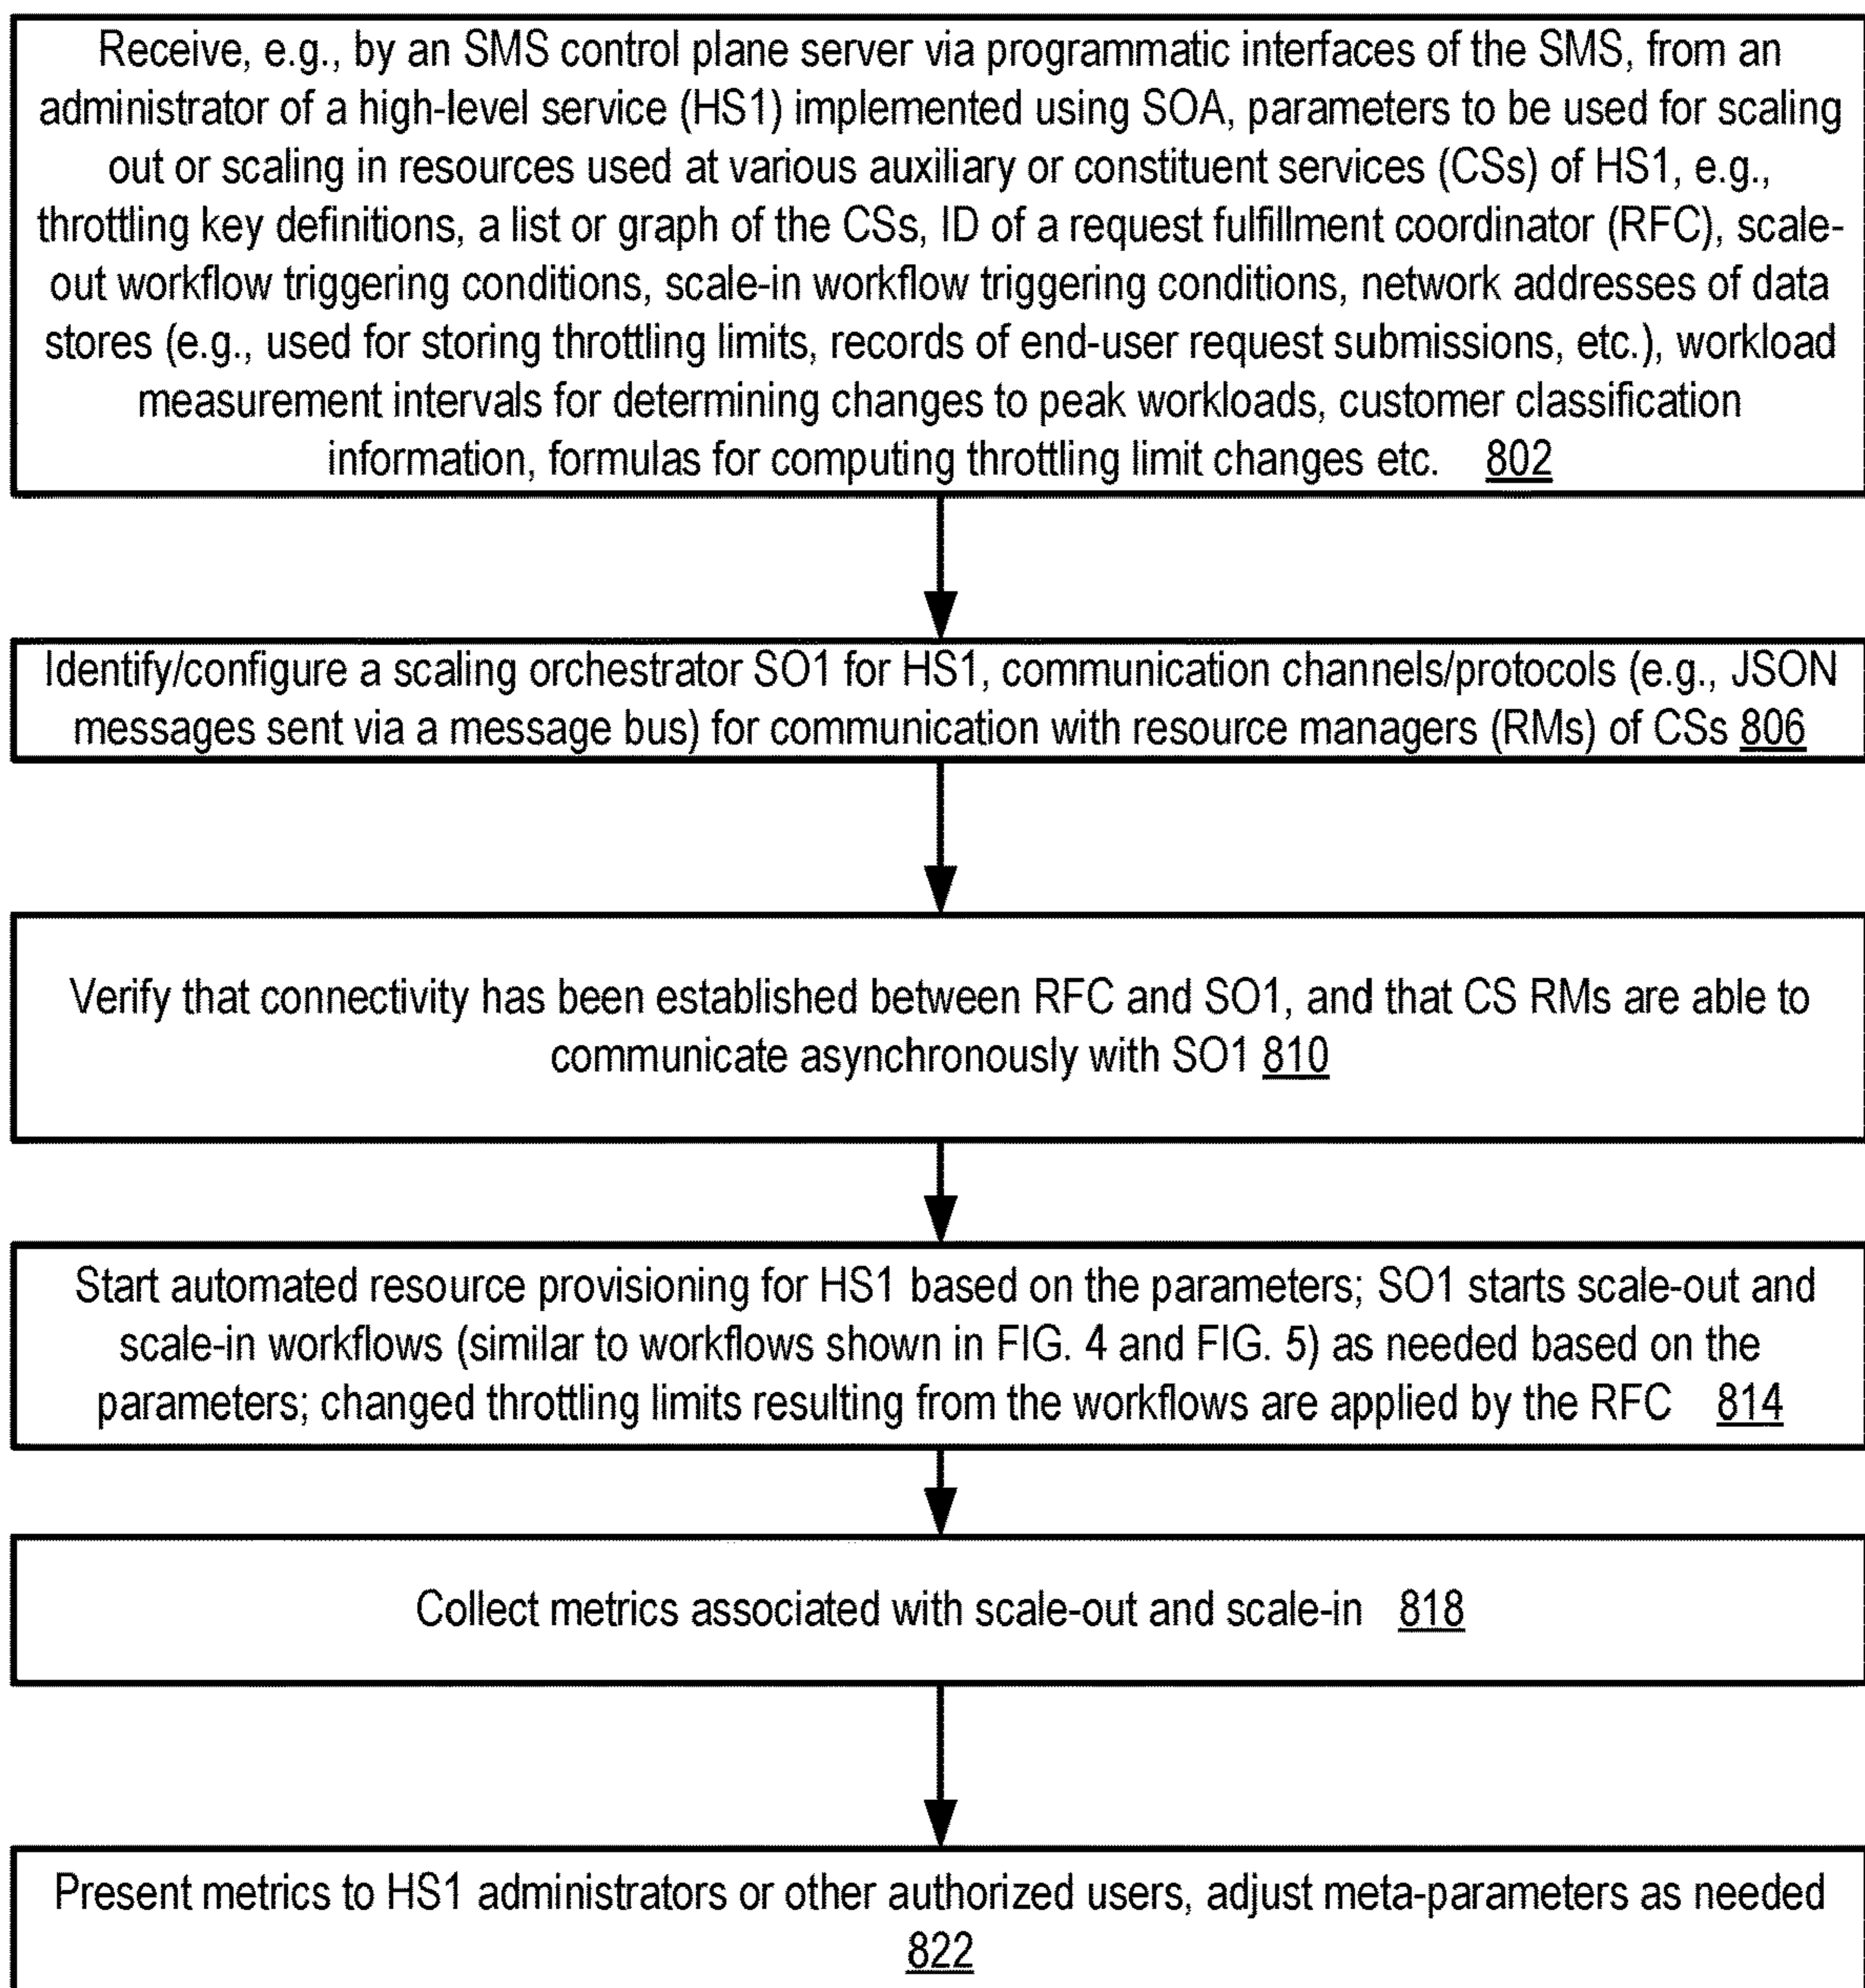 Receive, e.g., by an SMS control plane server via programmatic interfaces of the SMS, from an
administrator of a high-level service (HS1) implemented using SOA, parameters to be used for scaling
out or scaling in resources used at various auxiliary or constituent services (CSs) of HS1, e.g.,
throttling key definitions, a list or graph of the CSs, ID of a request fulfillment coordinator (RFC), scale-
out workflow triggering conditions, scale-in workflow triggering conditions, network addresses of data
stores (e.g., used for storing throttling limits, records of end-user request submissions, etc.), workload
measurement intervals for determining changes to peak workloads, customer classification
information, formulas for computing throttling limit changes etc. 802
Identify/configure a scaling orchestrator SO1 for HS1, communication channels/protocols (e.g., JSON
messages sent via a message bus) for communication with resource managers (RMs) of CSs 806
Verify that connectivity has been established between RFC and SO1, and that CS RMs are able to
communicate asynchronously with SO1 810
Start automated resource provisioning for HS1 based on the parameters; SO1 starts scale-out and
scale-in workflows (similar to workflows shown in FIG. 4 and FIG. 5) as needed based on the
parameters; changed throttling limits resulting from the workflows are applied by the RFC 814
Collect metrics associated with scale-out and scale-in 818
Present metrics to HS1 administrators or other authorized users, adjust meta-parameters as needed
822